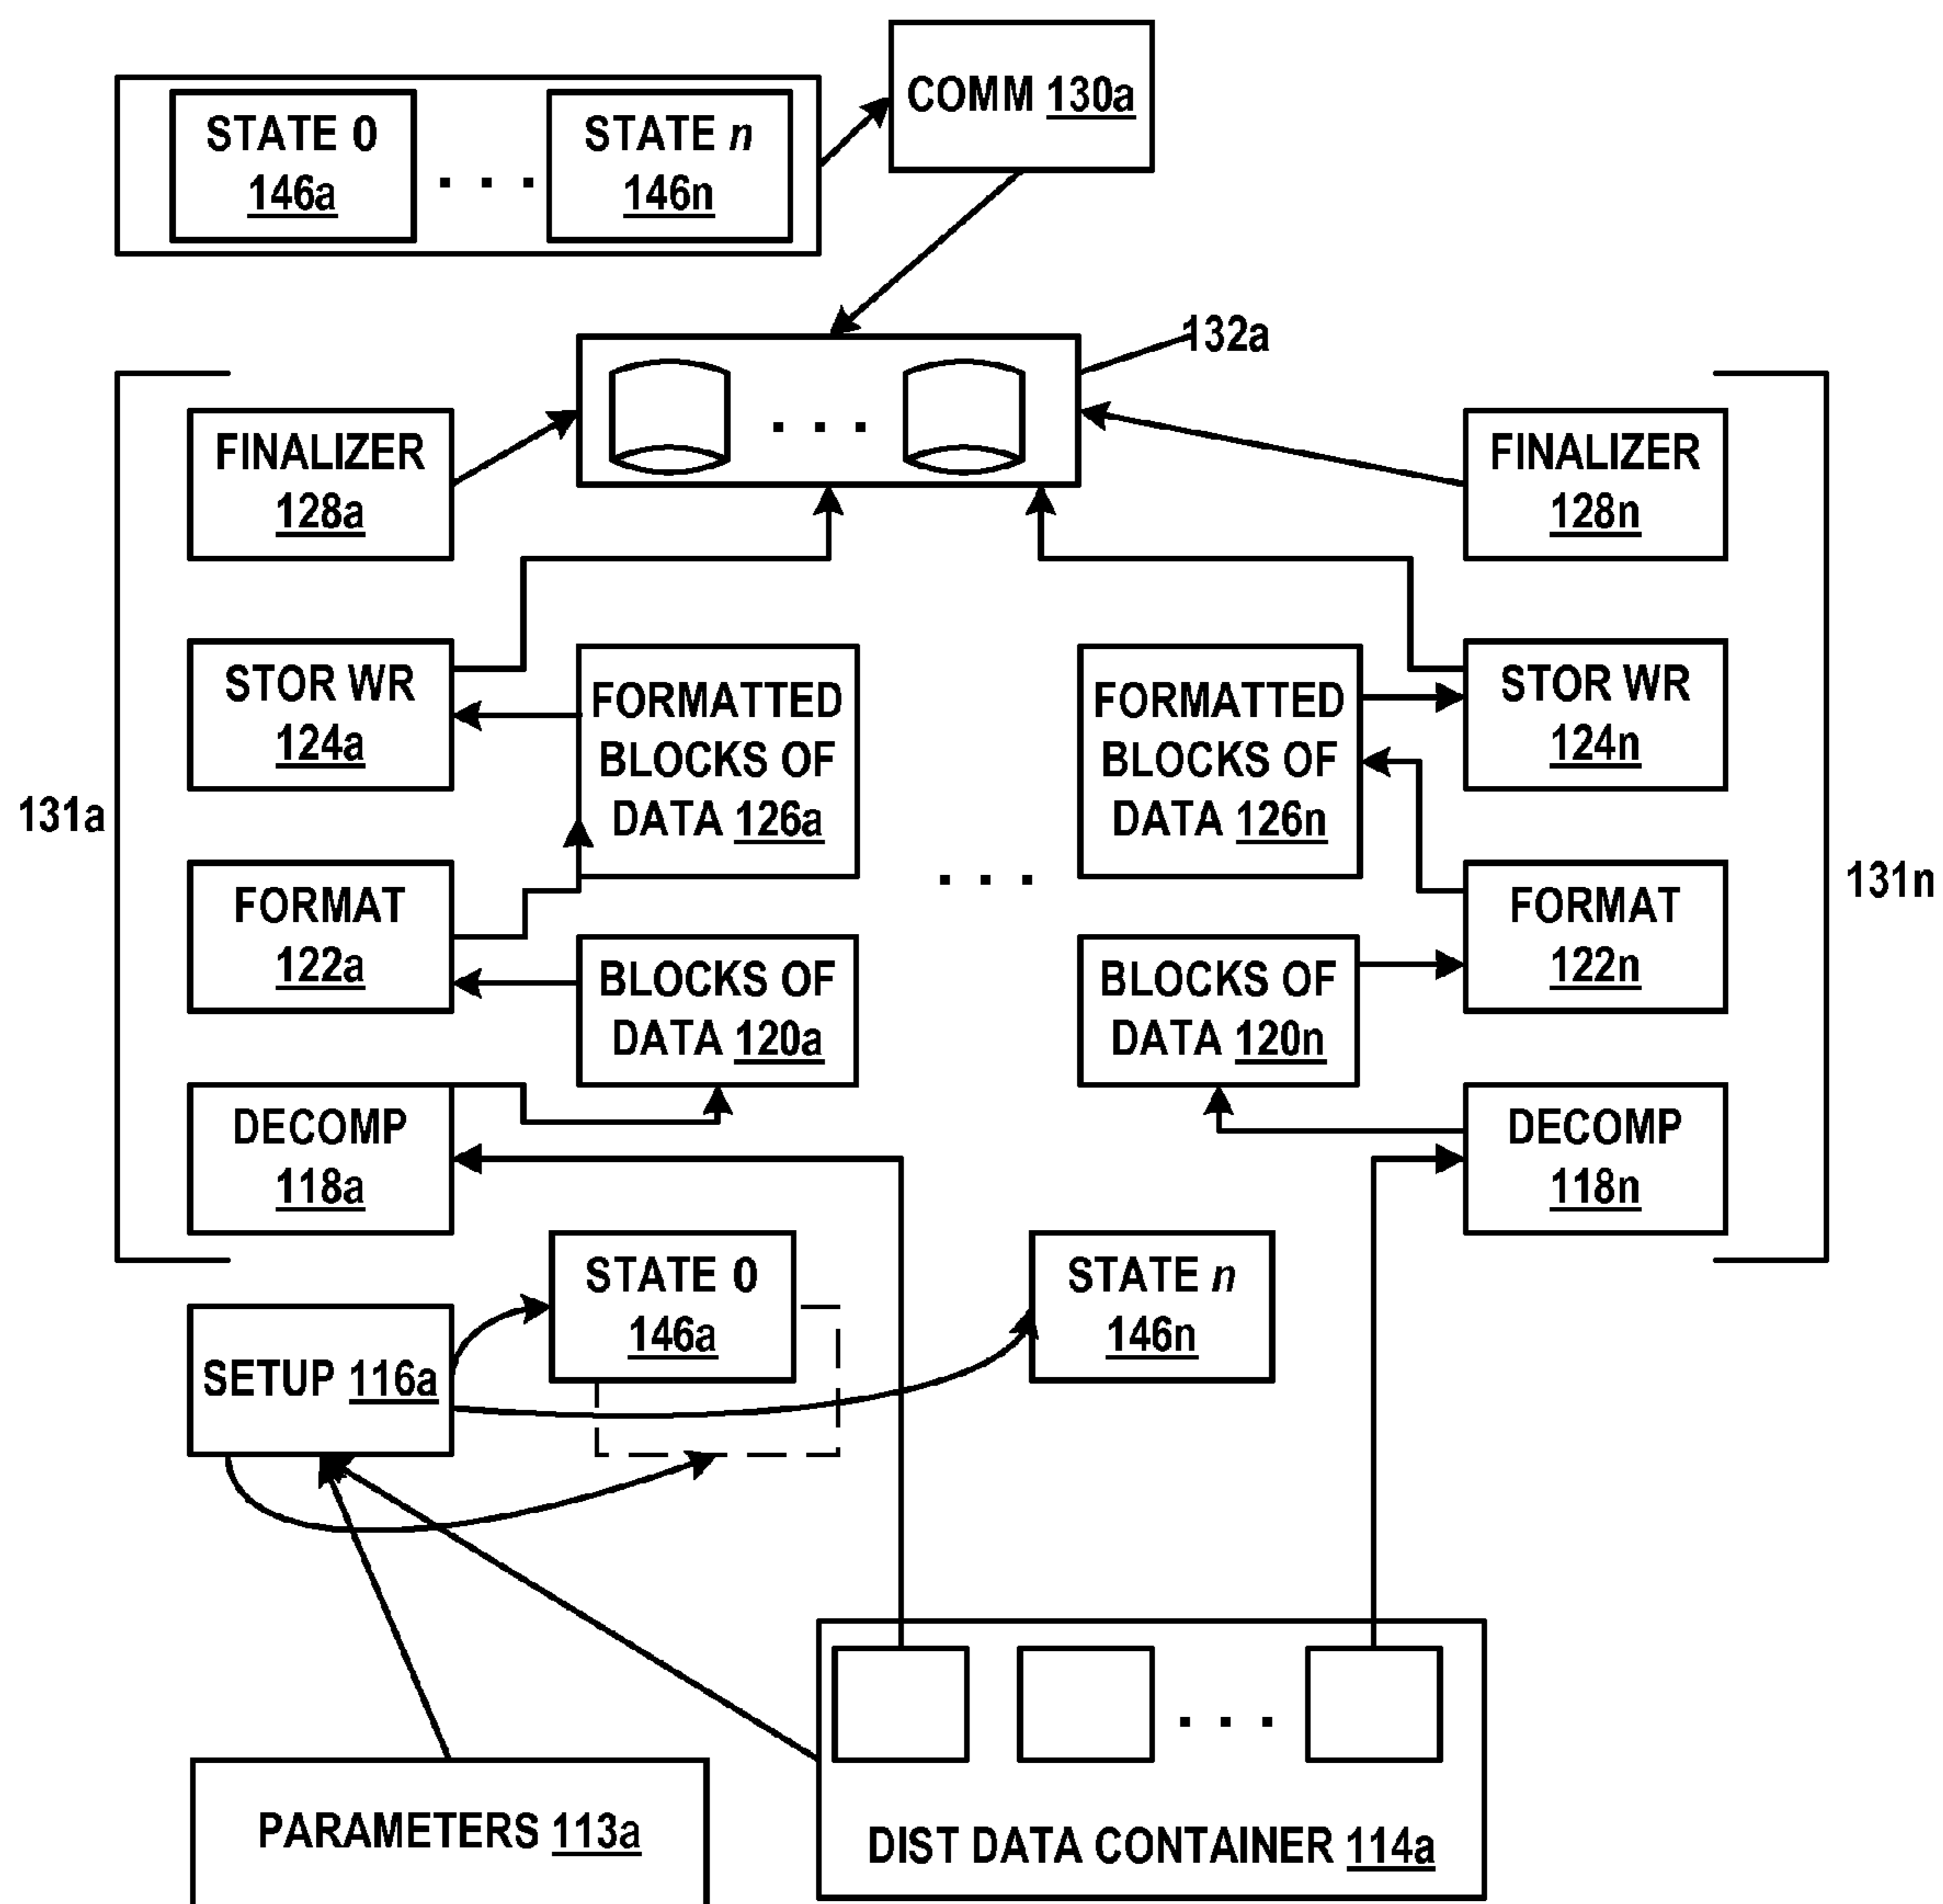 COMM 130a
STATE 0
146a
. . .
STATE n
146n
132a
. . .
FINALIZER
128a
FINALIZER
128n
STOR WR
124a
FORMATTED
BLOCKS OF
DATA 126a
FORMATTED
BLOCKS OF
DATA 126n
STOR WR
124n
131a
. . .
131n
FORMAT
122a
BLOCKS OF
DATA 120a
BLOCKS OF
DATA 120n
FORMAT
122n
DECOMP
118a
DECOMP
118n
STATE 0
146a
STATE n
146n
SETUP 116a
. . .
PARAMETERS 113a
DIST DATA CONTAINER 114a